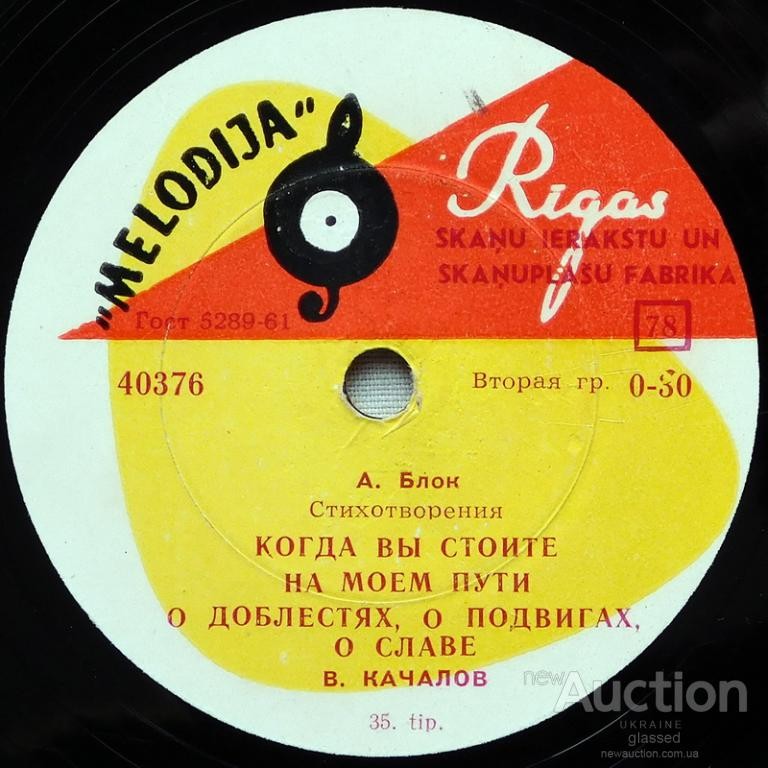 „MELODIJA“
Rīgas
SKAŅU IERAKSTU UN
SKAŅUPLAŠU FABRIKA
Гост 5289-61
78
40376
Вторая гр. 0-30
А. Блок
Стихотворения
КОГДА ВЫ СТОИТЕ
НА МОЕМ ПУТИ
О ДОБЛЕСТЯХ, О ПОДВИГАХ,
О СЛАВЕ
В. КАЧАЛОВ
35. tip.
newAuction
UKRAINE
glassed
newauction.com.ua